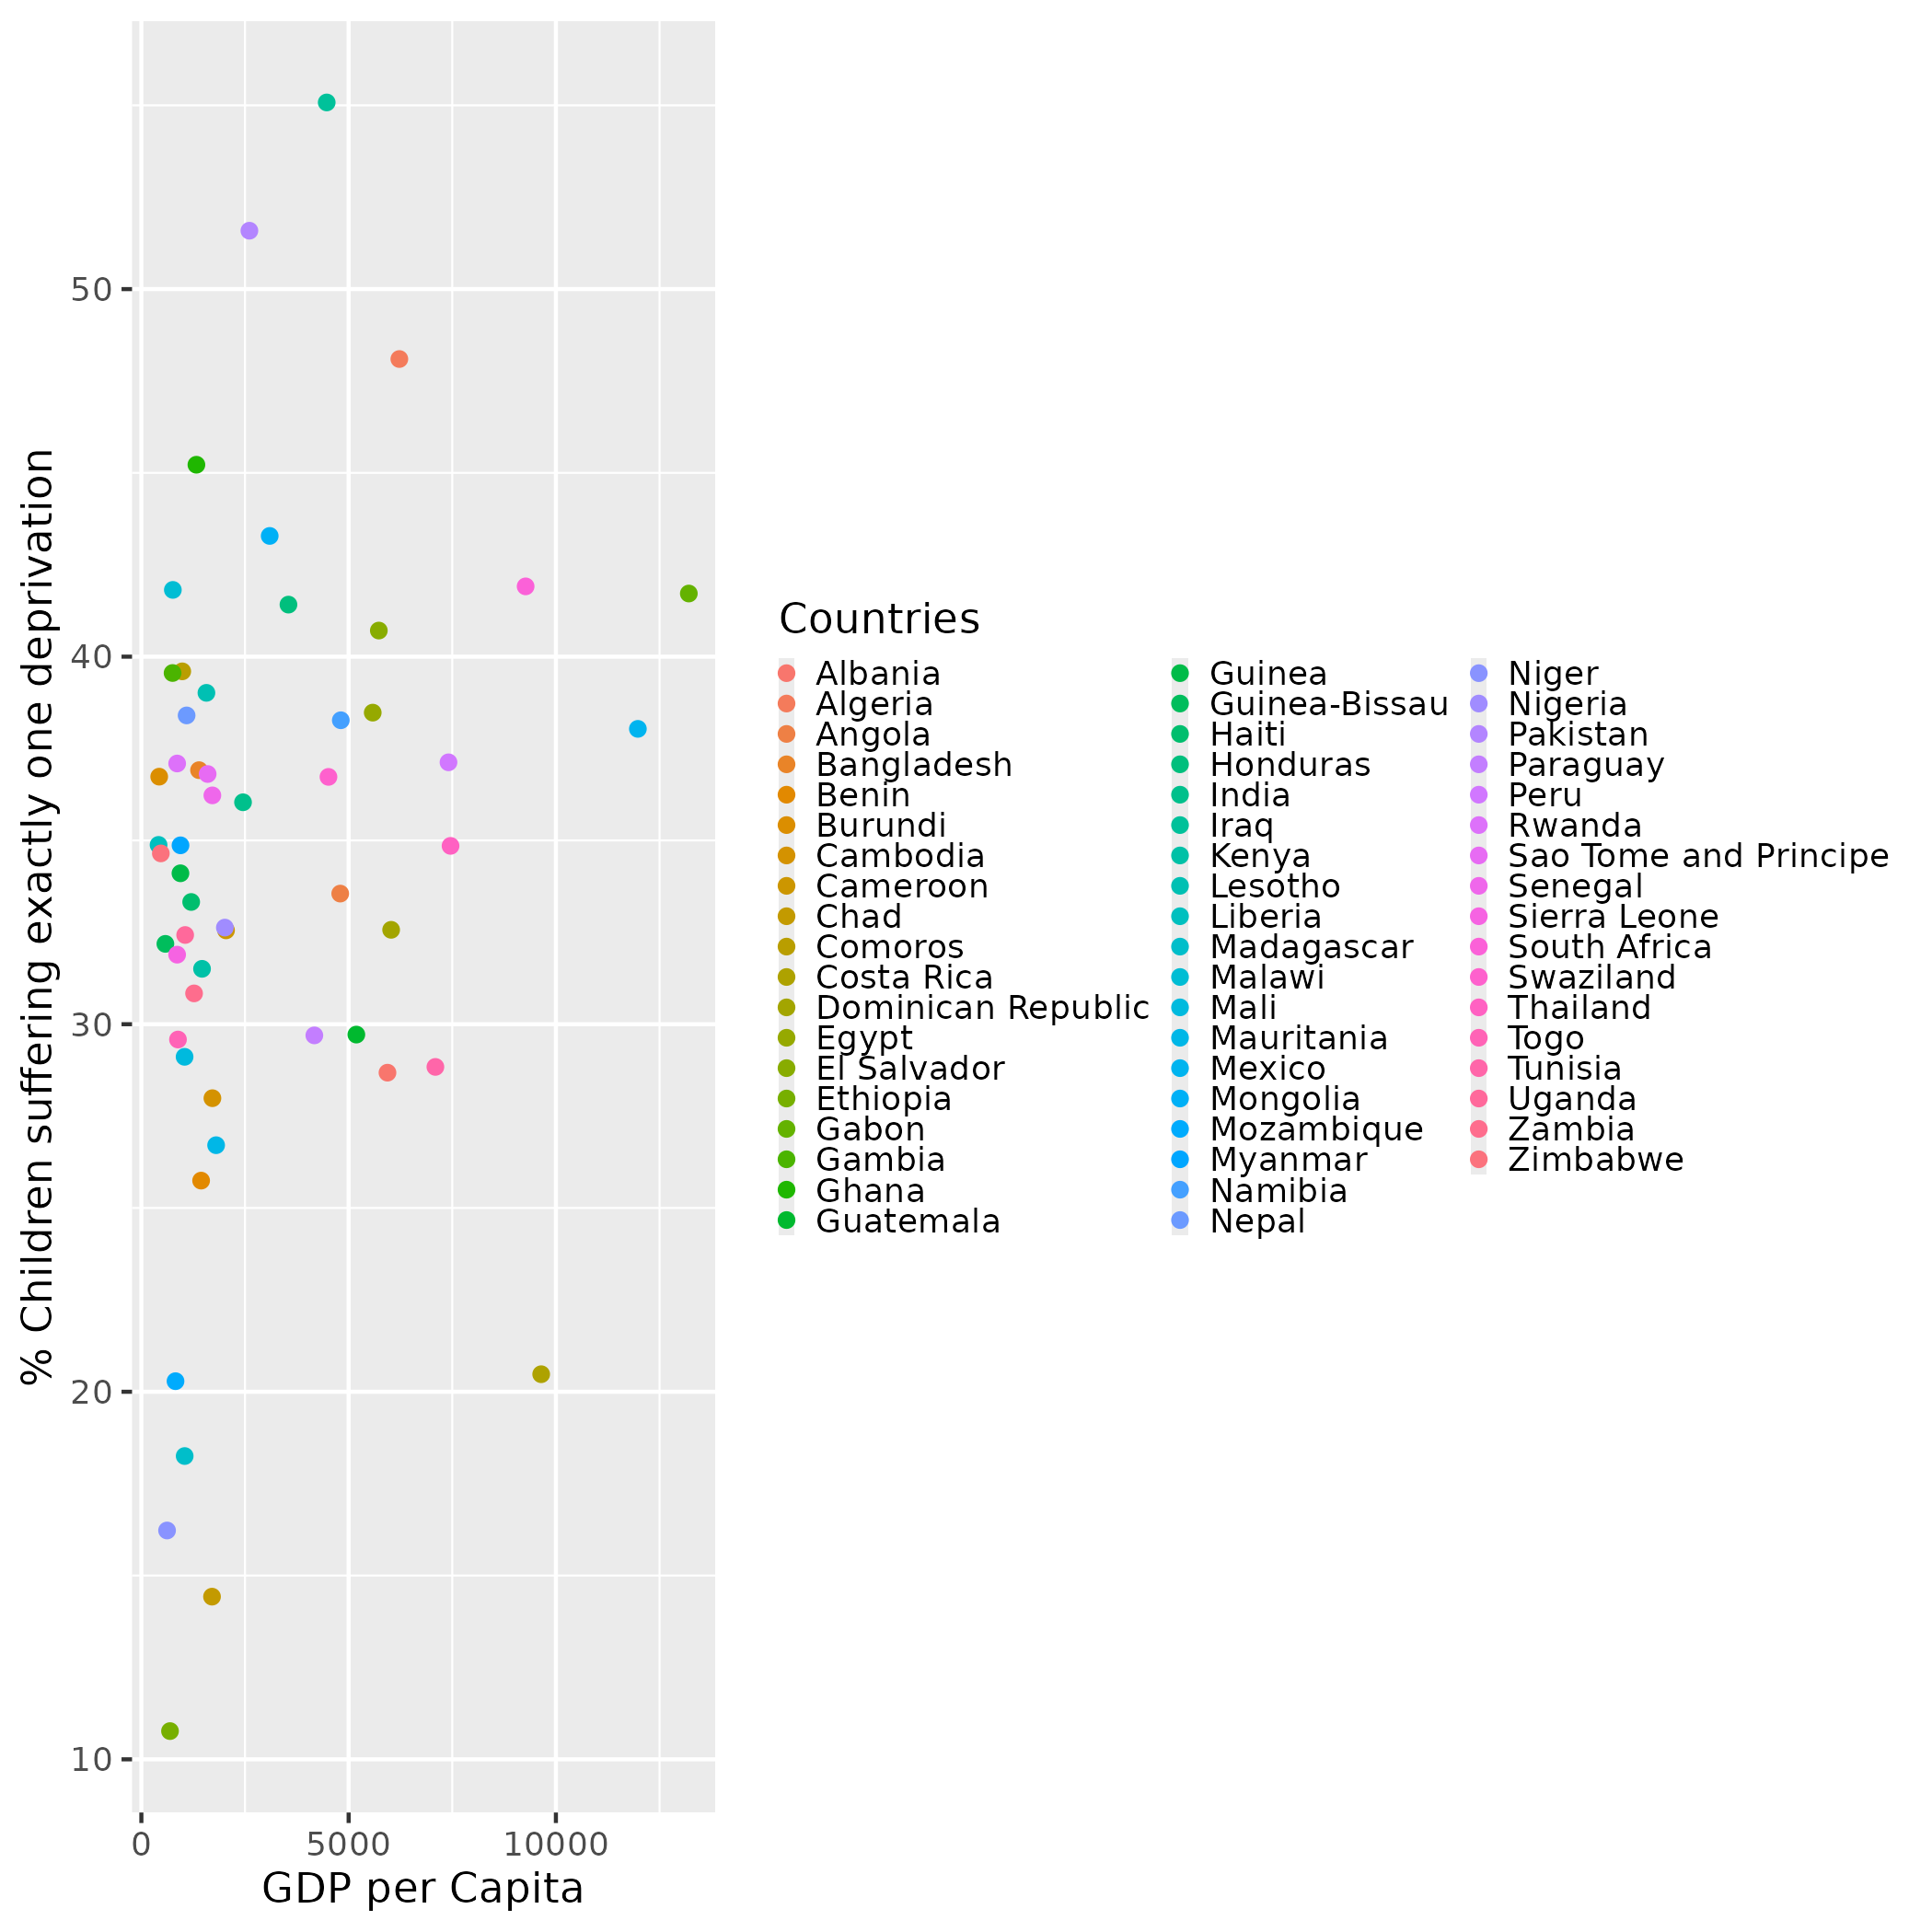 % Children suffering exactly one deprivation
50
40
30
20
10
0
5000
10000
GDP per Capita
Countries
Albania
Algeria
Angola
Bangladesh
Benin
Burundi
Cambodia
Cameroon
Chad
Comoros
Costa Rica
Dominican Republic
Egypt
El Salvador
Ethiopia
Gabon
Gambia
Ghana
Guatemala
Guinea
Guinea-Bissau
Haiti
Honduras
India
Iraq
Kenya
Lesotho
Liberia
Madagascar
Malawi
Mali
Mauritania
Mexico
Mongolia
Mozambique
Myanmar
Namibia
Nepal
Niger
Nigeria
Pakistan
Paraguay
Peru
Rwanda
Sao Tome and Principe
Senegal
Sierra Leone
South Africa
Swaziland
Thailand
Togo
Tunisia
Uganda
Zambia
Zimbabwe